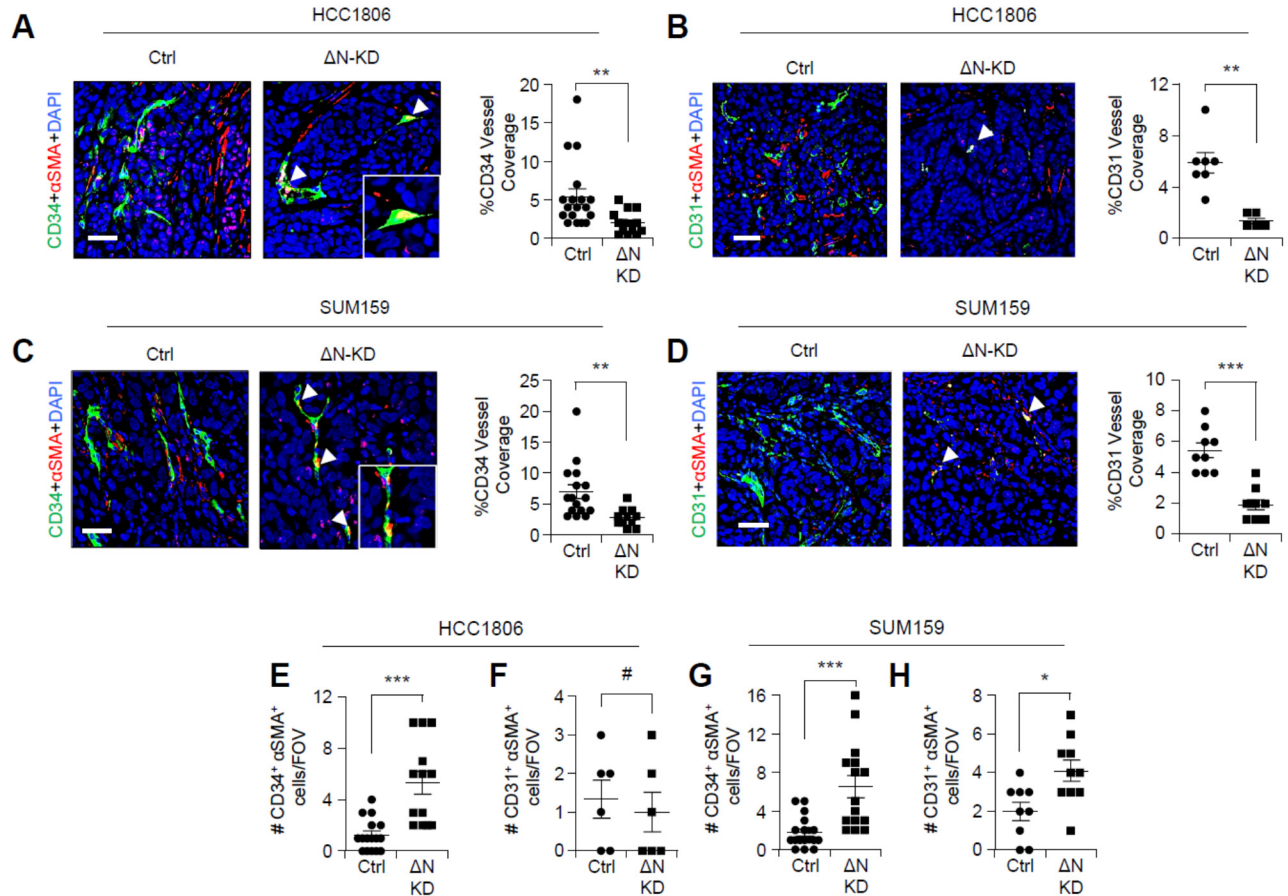 A
HCC1806
Ctrl
ΔN-KD
CD34+αSMA+DAPI
%CD34 Vessel
Coverage
20
15
10
5
0
**
Ctrl
ΔN
KD
B
HCC1806
Ctrl
ΔN-KD
CD31+αSMA+DAPI
%CD31 Vessel
Coverage
12
8
4
0
**
Ctrl
ΔN
KD
C
SUM159
Ctrl
ΔN-KD
CD34+αSMA+DAPI
%CD34 Vessel
Coverage
25
20
15
10
5
0
**
Ctrl
ΔN
KD
D
SUM159
Ctrl
ΔN-KD
CD31+αSMA+DAPI
%CD31 Vessel
Coverage
10
8
6
4
2
0
***
Ctrl
ΔN
KD
HCC1806
E
# CD34⁺ αSMA⁺
cells/FOV
12
8
4
0
***
Ctrl
ΔN
KD
F
# CD31⁺ αSMA⁺
cells/FOV
4
3
2
1
0
#
Ctrl
ΔN
KD
SUM159
G
# CD34⁺ αSMA⁺
cells/FOV
16
12
8
4
0
***
Ctrl
ΔN
KD
H
# CD31⁺ αSMA⁺
cells/FOV
8
6
4
2
0
*
Ctrl
ΔN
KD